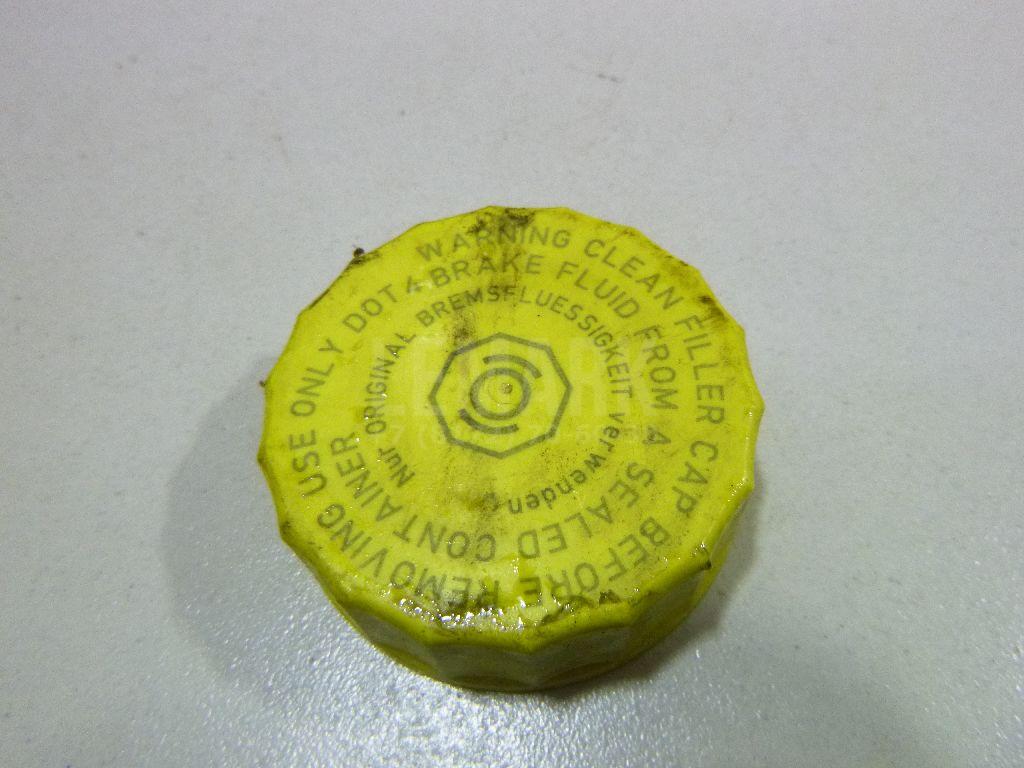 WARNING CLEAN FILLER CAP BEFORE REMOVING USE ONLY DOT 4 BRAKE FLUID FROM A SEALED CONTAINER
Nur ORIGINAL BREMSFLUESSIGKEIT verwenden